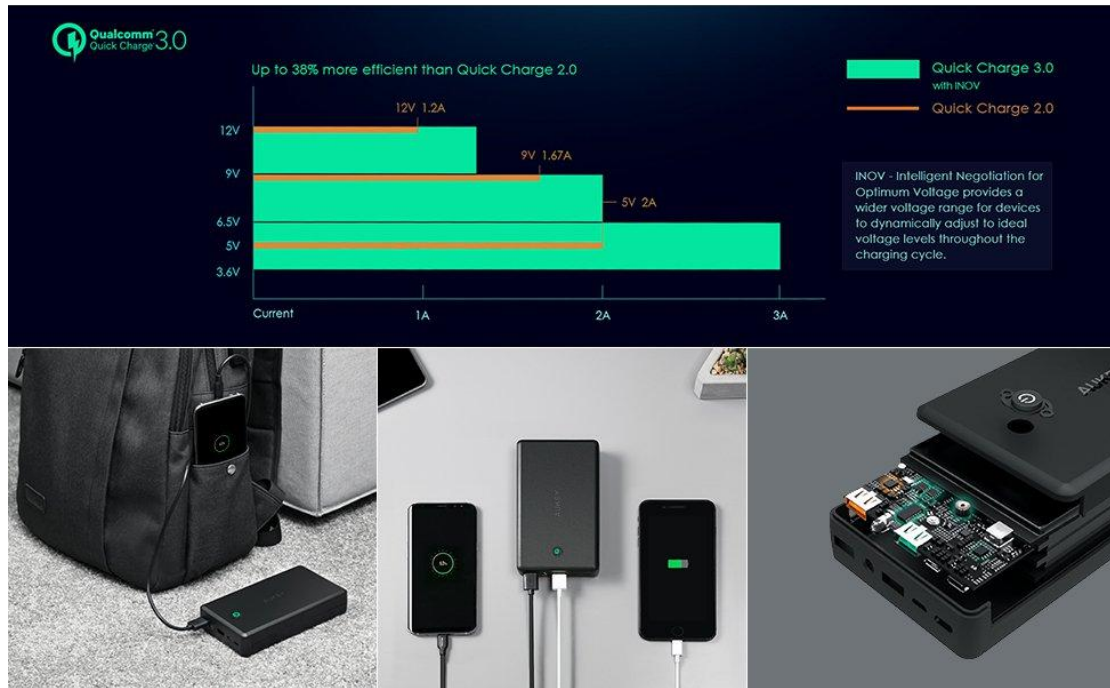 Qualcomm
Quick Charge 3.0
Up to 38% more efficient than Quick Charge 2.0
Quick Charge 3.0
with INOV
Quick Charge 2.0
12V 1.2A
12V
9V 1.67A
9V
5V 2A
6.5V
5V
3.6V
Current
1A
2A
3A
INOV - Intelligent Negotiation for
Optimum Voltage provides a
wider voltage range for devices
to dynamically adjust to ideal
voltage levels throughout the
charging cycle.
AUKEY
AUKEY